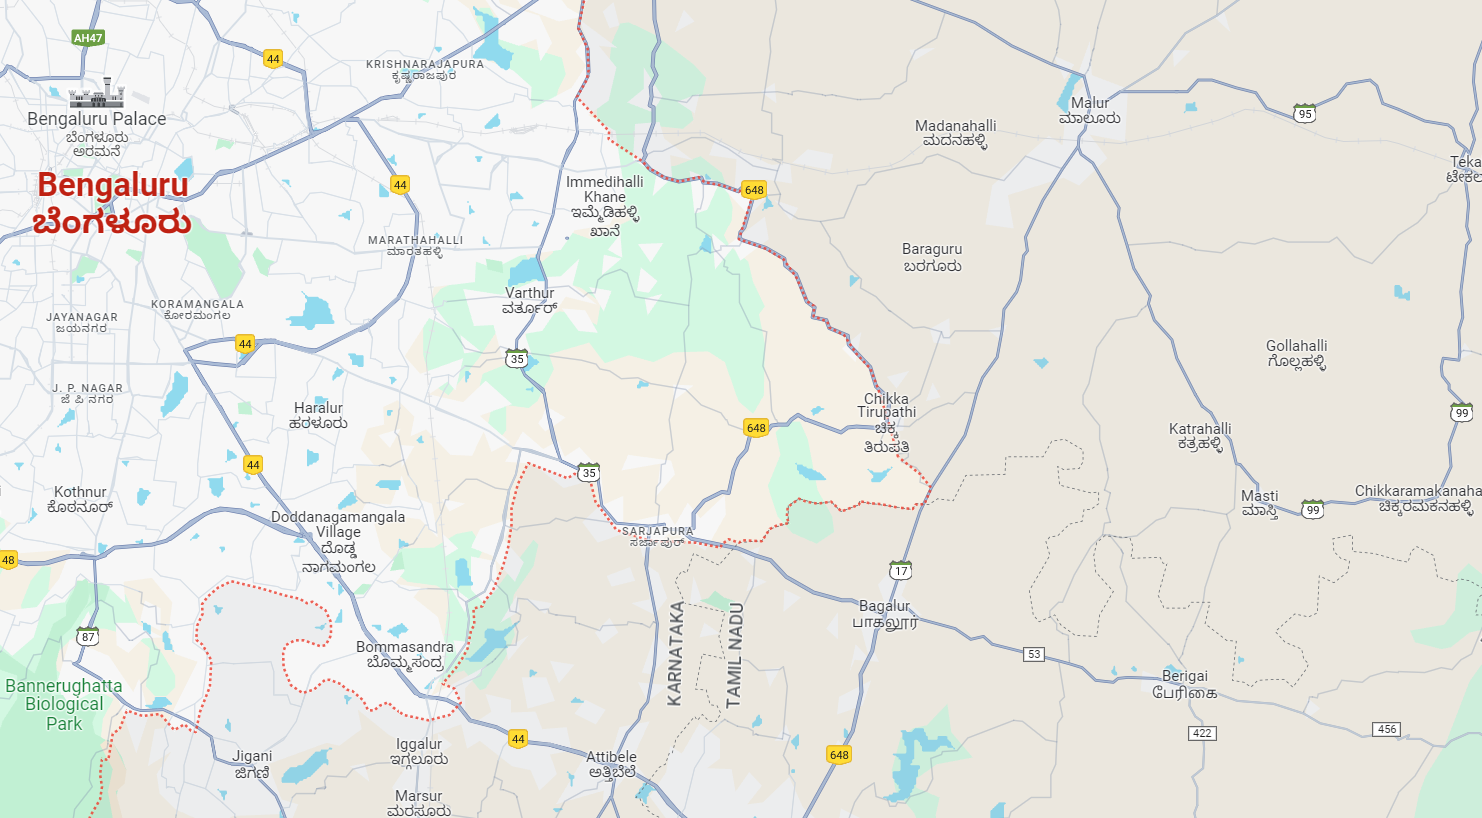 AH47
44
KRISHNARAJAPURA
ಕೃಷ್ಣರಾಜಪುರ
Bengaluru Palace
ಬೆಂಗಳೂರು
ಅರಮನೆ
Malur
ಮಾಲೂರು
95
Madanahalli
ಮದನಹಳ್ಳಿ
Teka
ಟೇಕಲ
Bengaluru
ಬೆಂಗಳೂರು
44
Immedihalli
Khane
ಇಮ್ಮೆಡಿಹಳ್ಳಿ
ಖಾನೆ
648
MARATHAHALLI
ಮಾರತಹಳ್ಳಿ
Baraguru
ಬರಗೂರು
Varthur
ವರ್ತೂರ್
KORAMANGALA
ಕೋರಮಂಗಲ
JAYANAGAR
ಜಯನಗರ
44
35
Gollahalli
ಗೊಲ್ಲಹಳ್ಳಿ
J. P. NAGAR
ಜೆ ಪಿ ನಗರ
Haralur
ಹರಳೂರು
Chikka
Tirupathi
ಚಿಕ್ಕ
ತಿರುಪತಿ
99
648
Katrahalli
ಕತ್ರಹಳ್ಳಿ
44
35
Kothnur
ಕೊಠನೂರ್
Masti
ಮಾಸ್ತಿ
99
Chikkaramakanaha
ಚಿಕ್ಕರಮಕನಹಳ್ಳಿ
Doddanagamangala
Village
ದೊಡ್ಡ
ನಾಗಮಂಗಲ
SARJAPURA
ಸರ್ಜಾಪುರ್
48
17
Bagalur
பாகலூர்
KARNATAKA
TAMIL NADU
87
Bommasandra
ಬೊಮ್ಮಸಂದ್ರ
53
Bannerughatta
Biological
Park
Berigai
பேரிகை
44
422
456
Iggalur
ಇಗ್ಗಲೂರು
Jigani
ಜಿಗಣಿ
Attibele
ಅತ್ತಿಬೆಲೆ
648
Marsur
ಮರಸೂರು